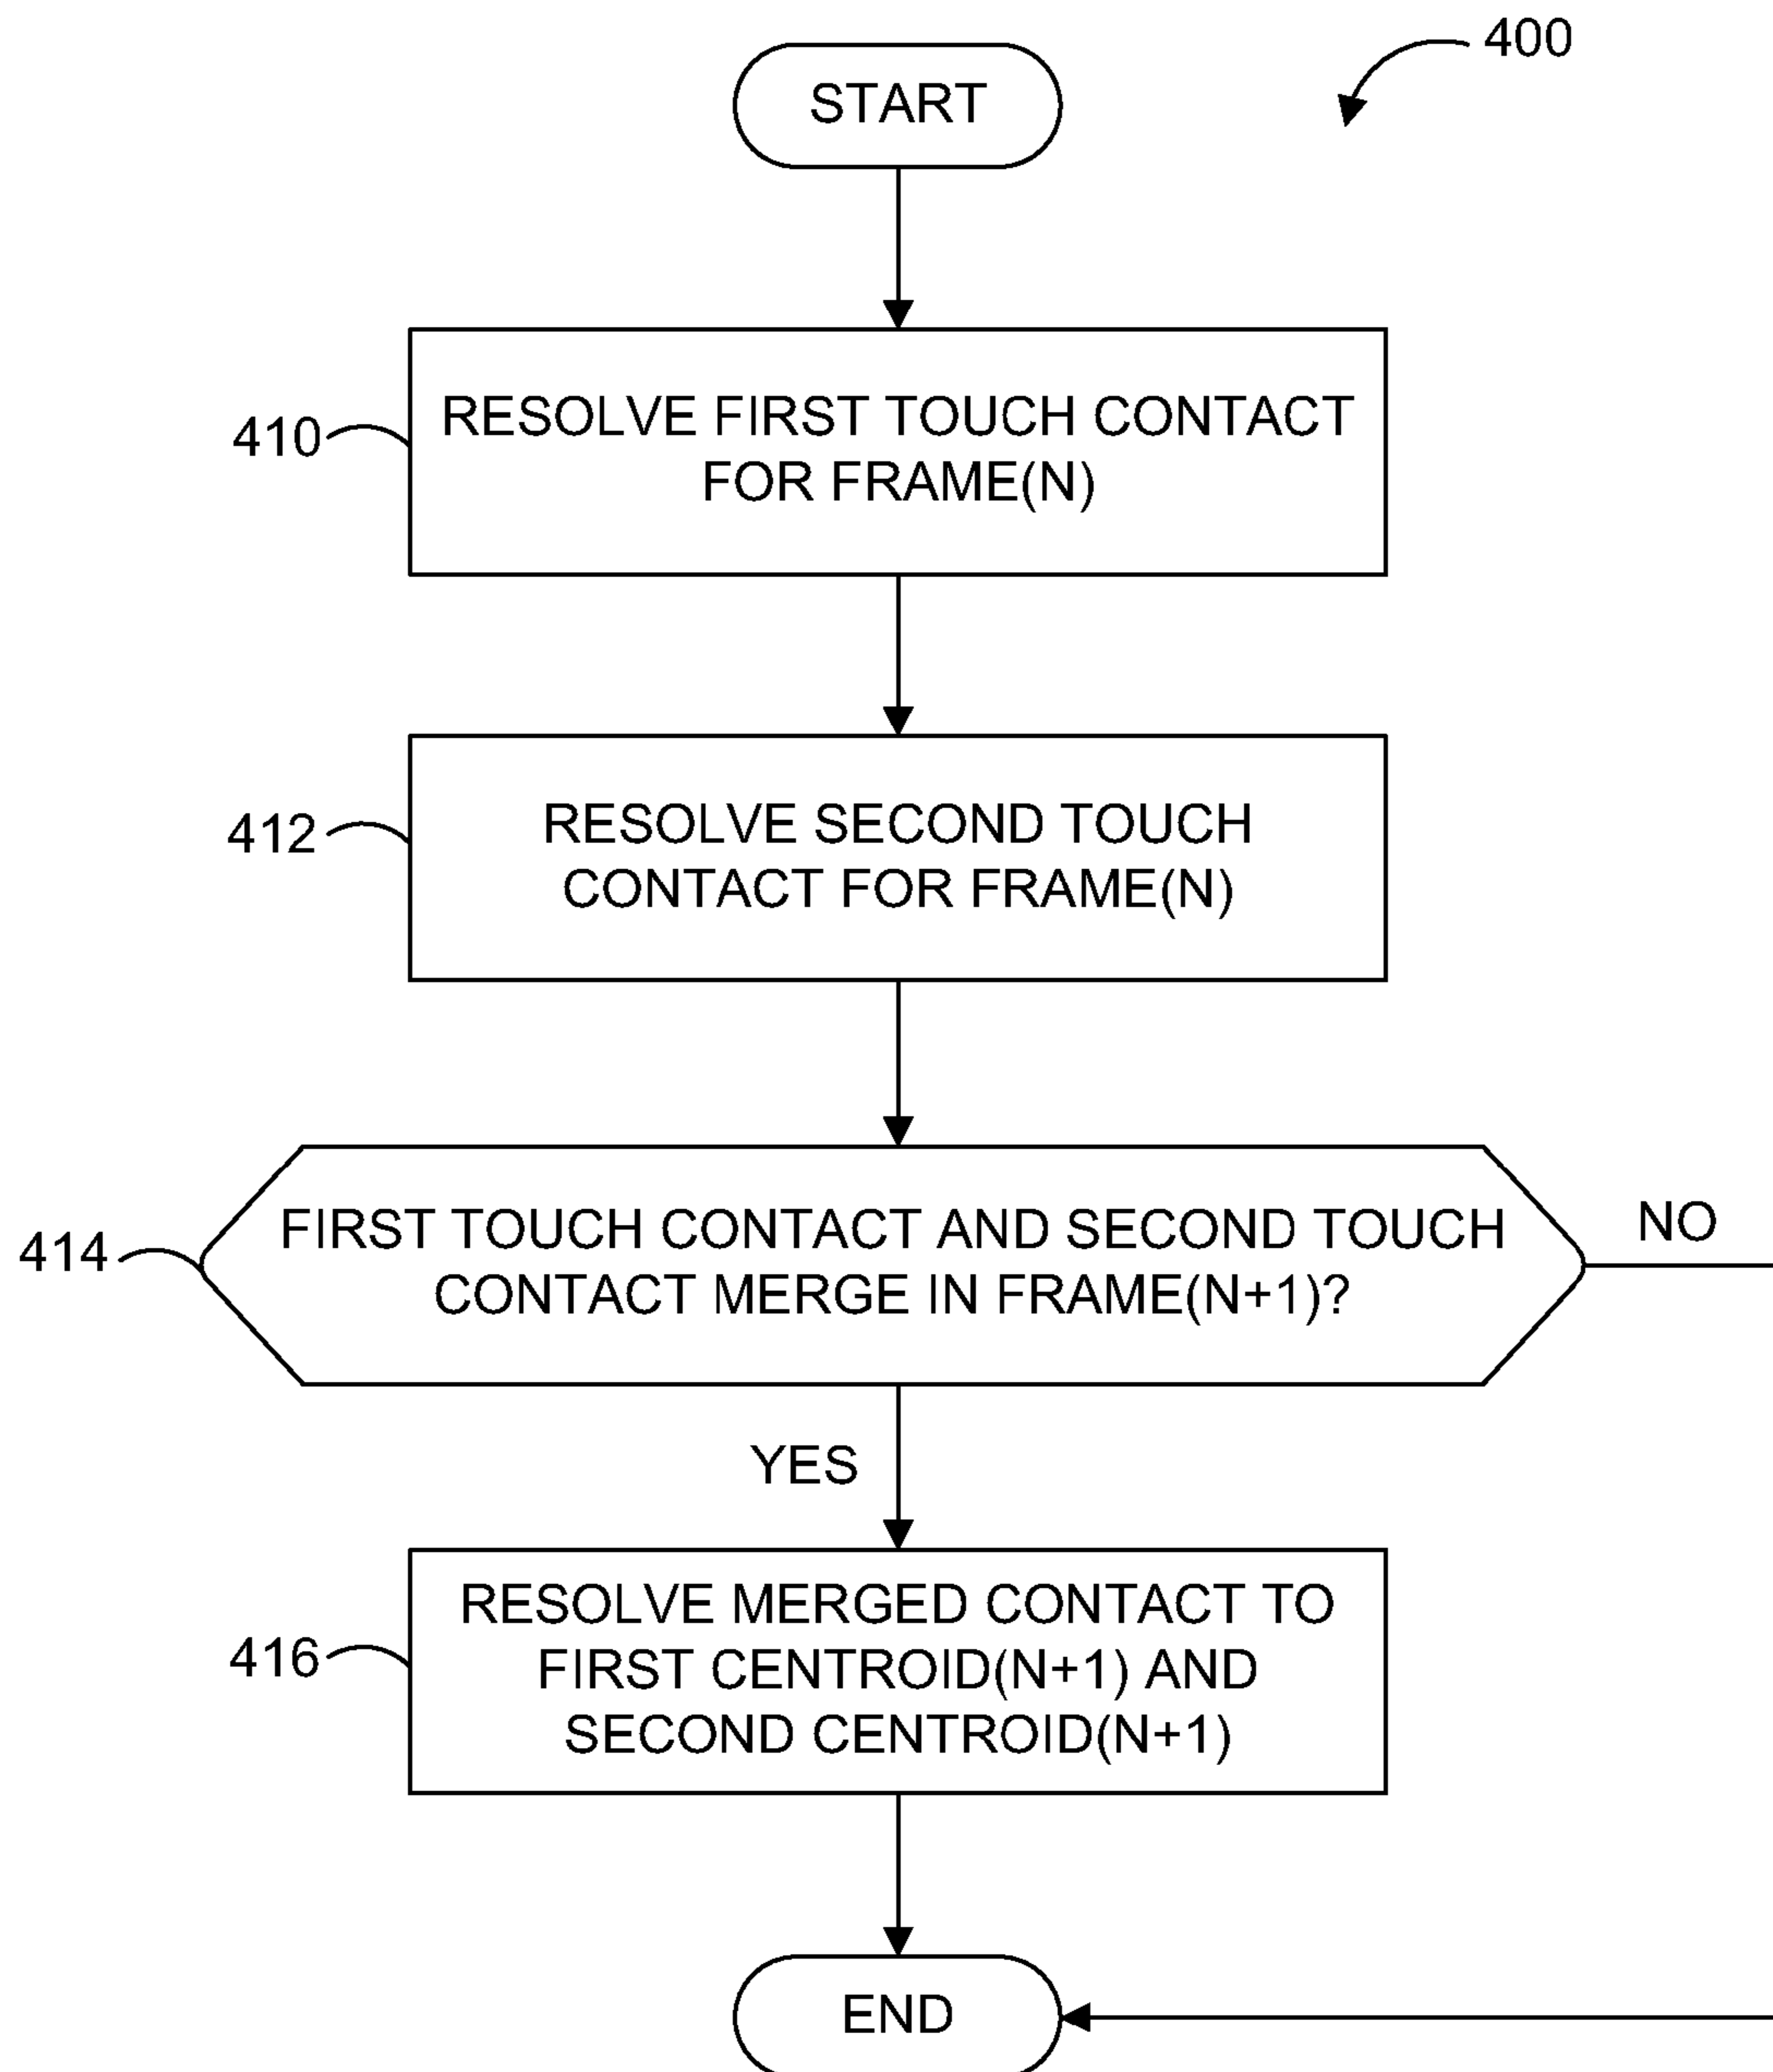 400
START
410
RESOLVE FIRST TOUCH CONTACT
FOR FRAME(N)
412
RESOLVE SECOND TOUCH
CONTACT FOR FRAME(N)
414
FIRST TOUCH CONTACT AND SECOND TOUCH
CONTACT MERGE IN FRAME(N+1)?
NO
YES
416
RESOLVE MERGED CONTACT TO
FIRST CENTROID(N+1) AND
SECOND CENTROID(N+1)
END